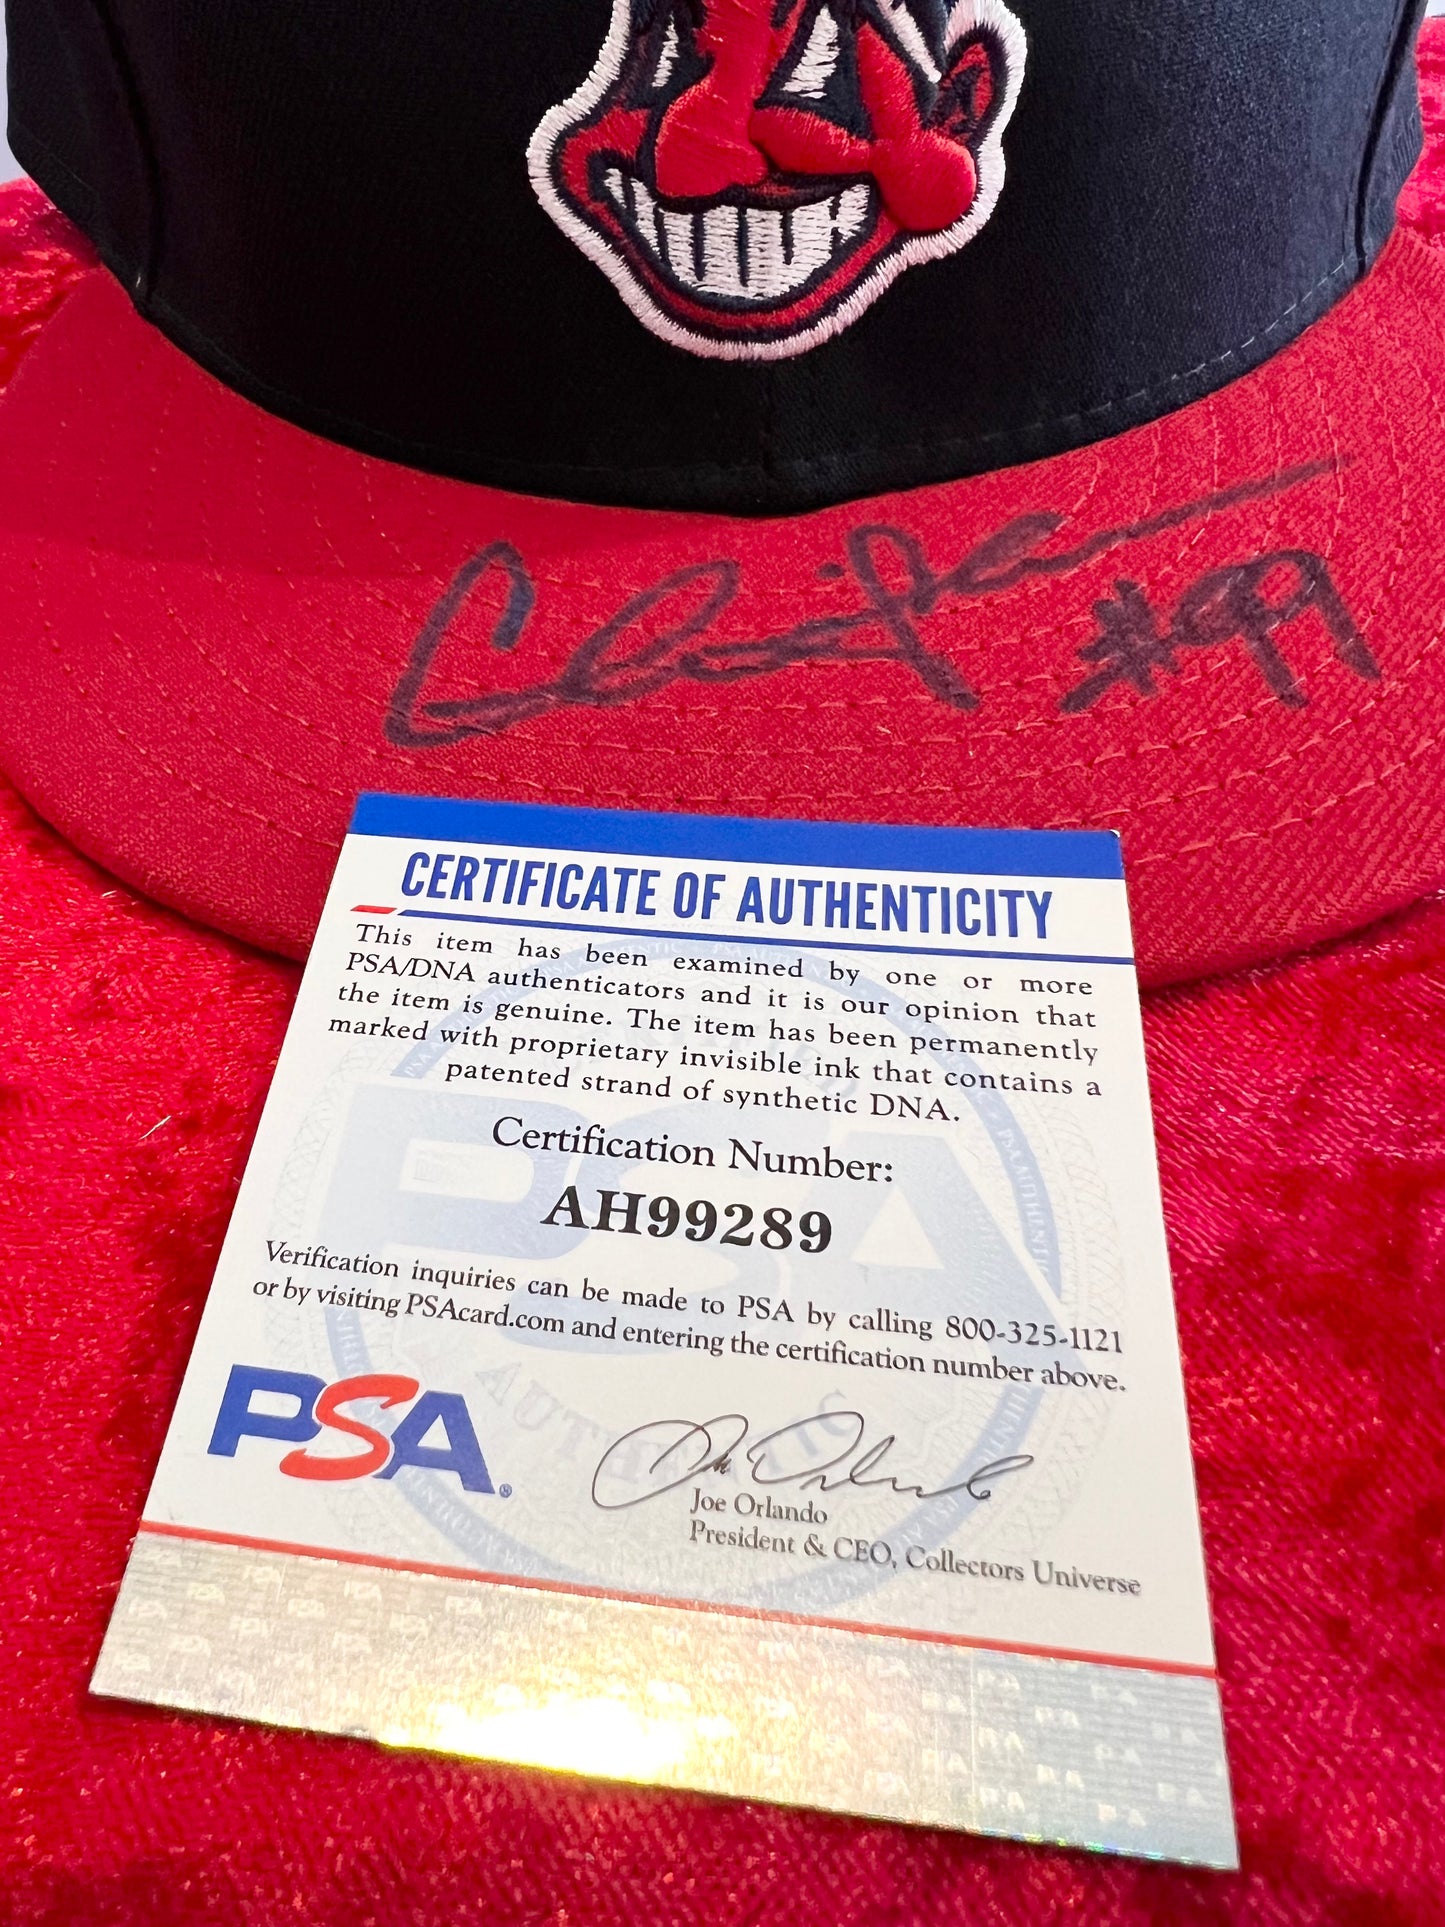 #99
CERTIFICATE OF AUTHENTICITY
This item has been examined by one or more
PSA/DNA authenticators and it is our opinion that
the item is genuine. The item has been permanently
marked with proprietary invisible ink that contains a
patented strand of synthetic DNA.
Certification Number:
AH99289
Verification inquiries can be made to PSA by calling 800-325-1121
or by visiting PSAcard.com and entering the certification number above.
PSA®
Joe Orlando
President & CEO, Collectors Universe